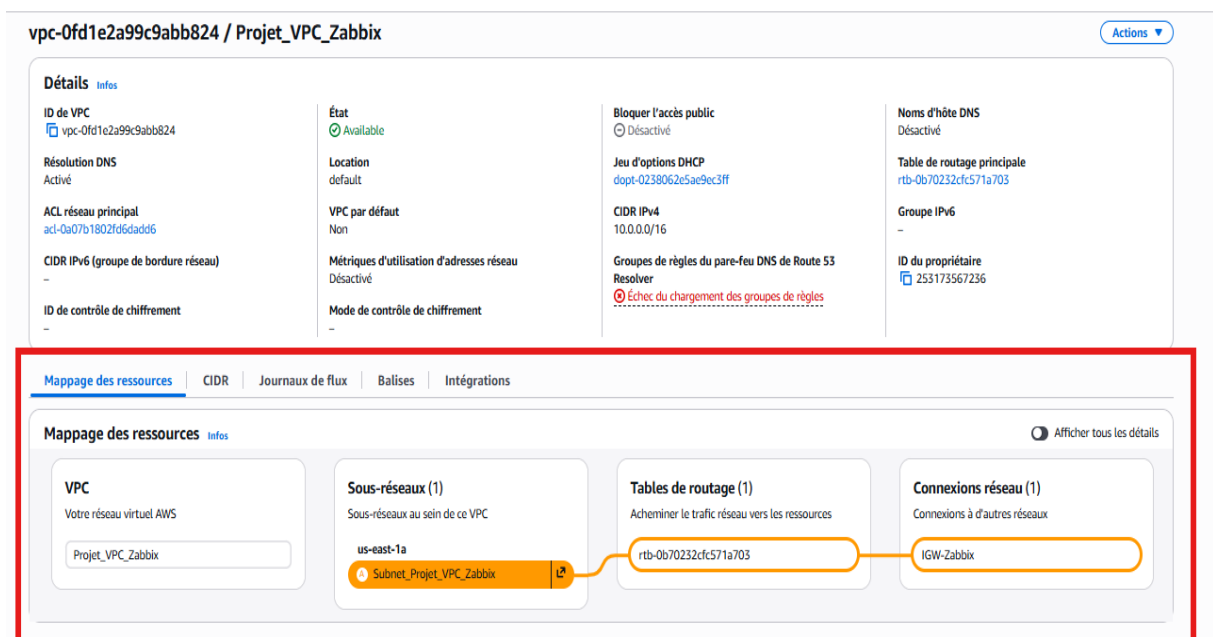 vpc-0fd1e2a99c9abb824 / Projet_VPC_Zabbix
Actions ▼
Détails Infos
ID de VPC
vpc-0fd1e2a99c9abb824
État
Available
Bloquer l'accès public
Désactivé
Noms d'hôte DNS
Désactivé
Résolution DNS
Activé
Location
default
Jeu d'options DHCP
dopt-0238062e5ae9ec3ff
Table de routage principale
rtb-0b70232cfc571a703
ACL réseau principal
acl-0a07b1802fd6dadd6
VPC par défaut
Non
CIDR IPv4
10.0.0.0/16
Groupe IPv6
–
CIDR IPv6 (groupe de bordure réseau)
–
Métriques d'utilisation d'adresses réseau
Désactivé
Groupes de règles du pare-feu DNS de Route 53
Resolver
Échec du chargement des groupes de règles
ID du propriétaire
253173567236
ID de contrôle de chiffrement
–
Mode de contrôle de chiffrement
–
Mappage des ressources
CIDR
Journaux de flux
Balises
Intégrations
Mappage des ressources Infos
Afficher tous les détails
VPC
Votre réseau virtuel AWS
Projet_VPC_Zabbix
Sous-réseaux (1)
Sous-réseaux au sein de ce VPC
us-east-1a
A Subnet_Projet_VPC_Zabbix
Tables de routage (1)
Acheminer le trafic réseau vers les ressources
rtb-0b70232cfc571a703
Connexions réseau (1)
Connexions à d'autres réseaux
IGW-Zabbix